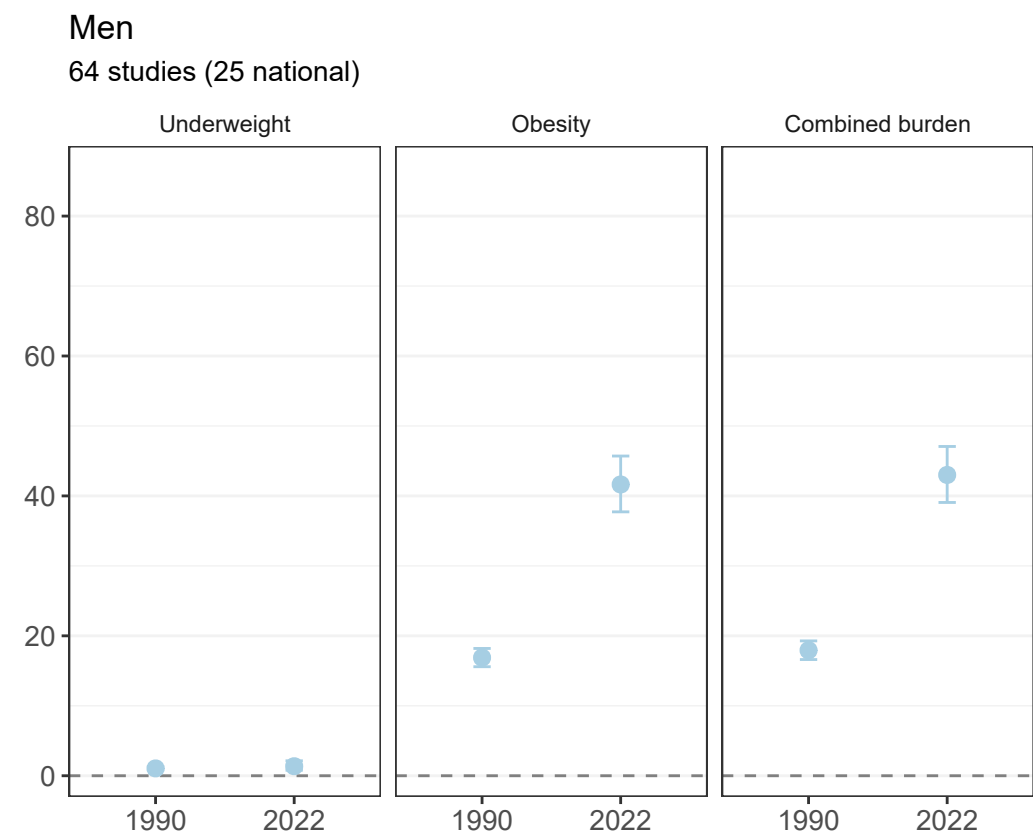 Men
64 studies (25 national)
Underweight Obesity Combined burden
80
60
40
20
0
1990 2022 1990 2022 1990 2022